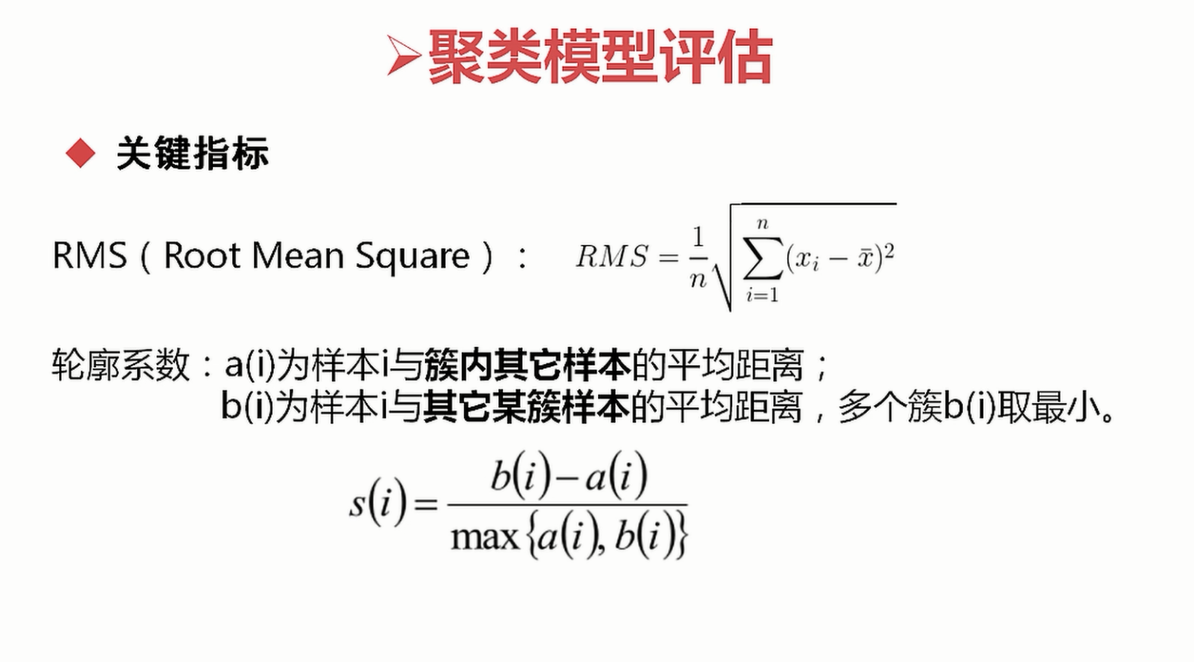 ➢聚类模型评估
◆ 关键指标
RMS（Root Mean Square）： RMS = \frac{1}{n}\sqrt{\sum_{i=1}^{n}(x_i - \bar{x})^2}
轮廓系数：a(i)为样本i与簇内其它样本的平均距离；
b(i)为样本i与其它某簇样本的平均距离，多个簇b(i)取最小。
s(i) = \frac{b(i)-a(i)}{\max\{a(i), b(i)\}}